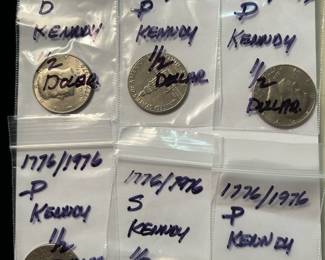 D
KENNDY
1/2
DOLLAR.
P
KENNDY
1/2
DOLLAR
P
KENNDY
1/2
DOLLAR.
1776/1976
P
KENNDY
1/2
1776/1976
S
KENNDY
1776/1976
P
KENNDY